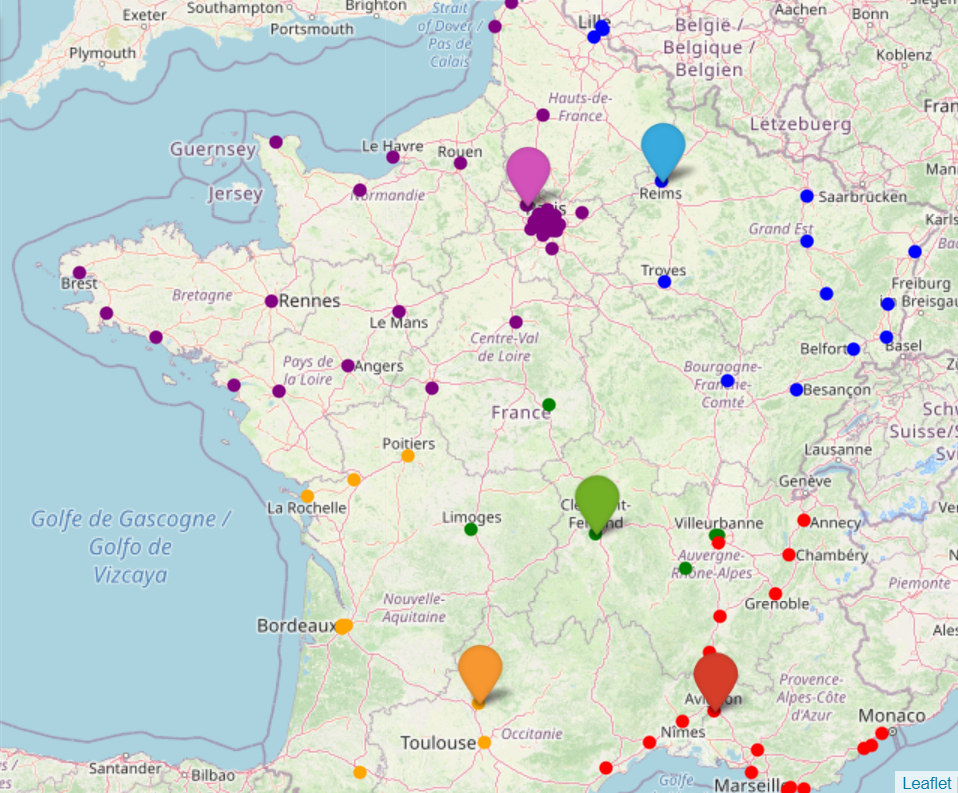 Exeter
Southampton
Brighton
Portsmouth
Plymouth
Strait
of Dover /
Pas de
Calais
Lille
België /
Belgique /
Belgien
Aachen
Bonn
Koblenz
Hauts-de-
France
Lëtzebuerg
Guernsey
Jersey
Le Havre
Rouen
Normandie
Reims
Saarbrücken
Grand Est
Troyes
Freiburg
im Breisgau
Brest
Bretagne
Rennes
Le Mans
Centre-Val
de Loire
Pays de
la Loire
Angers
Belfort
Basel
Bourgogne-
Franche-
Comté
Besançon
France
Lausanne
Genève
Poitiers
La Rochelle
Limoges
Villeurbanne
Annecy
Auvergne-
Rhône-Alpes
Chambéry
Grenoble
Piemonte
Golfe de Gascogne /
Golfo de
Vizcaya
Nouvelle-
Aquitaine
Bordeaux
Toulouse
Occitanie
Nîmes
Provence-
Alpes-Côte
d'Azur
Monaco
Santander
Bilbao
Golfe
Leaflet